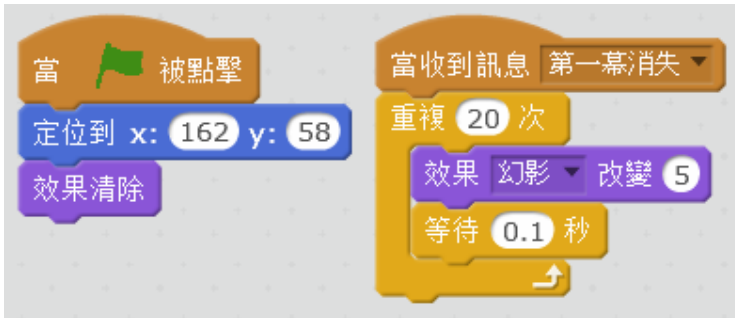 當 被點擊
定位到 x: 162 y: 58
效果清除
當收到訊息 第一幕消失
重複 20 次
效果 幻影 改變 5
等待 0.1 秒